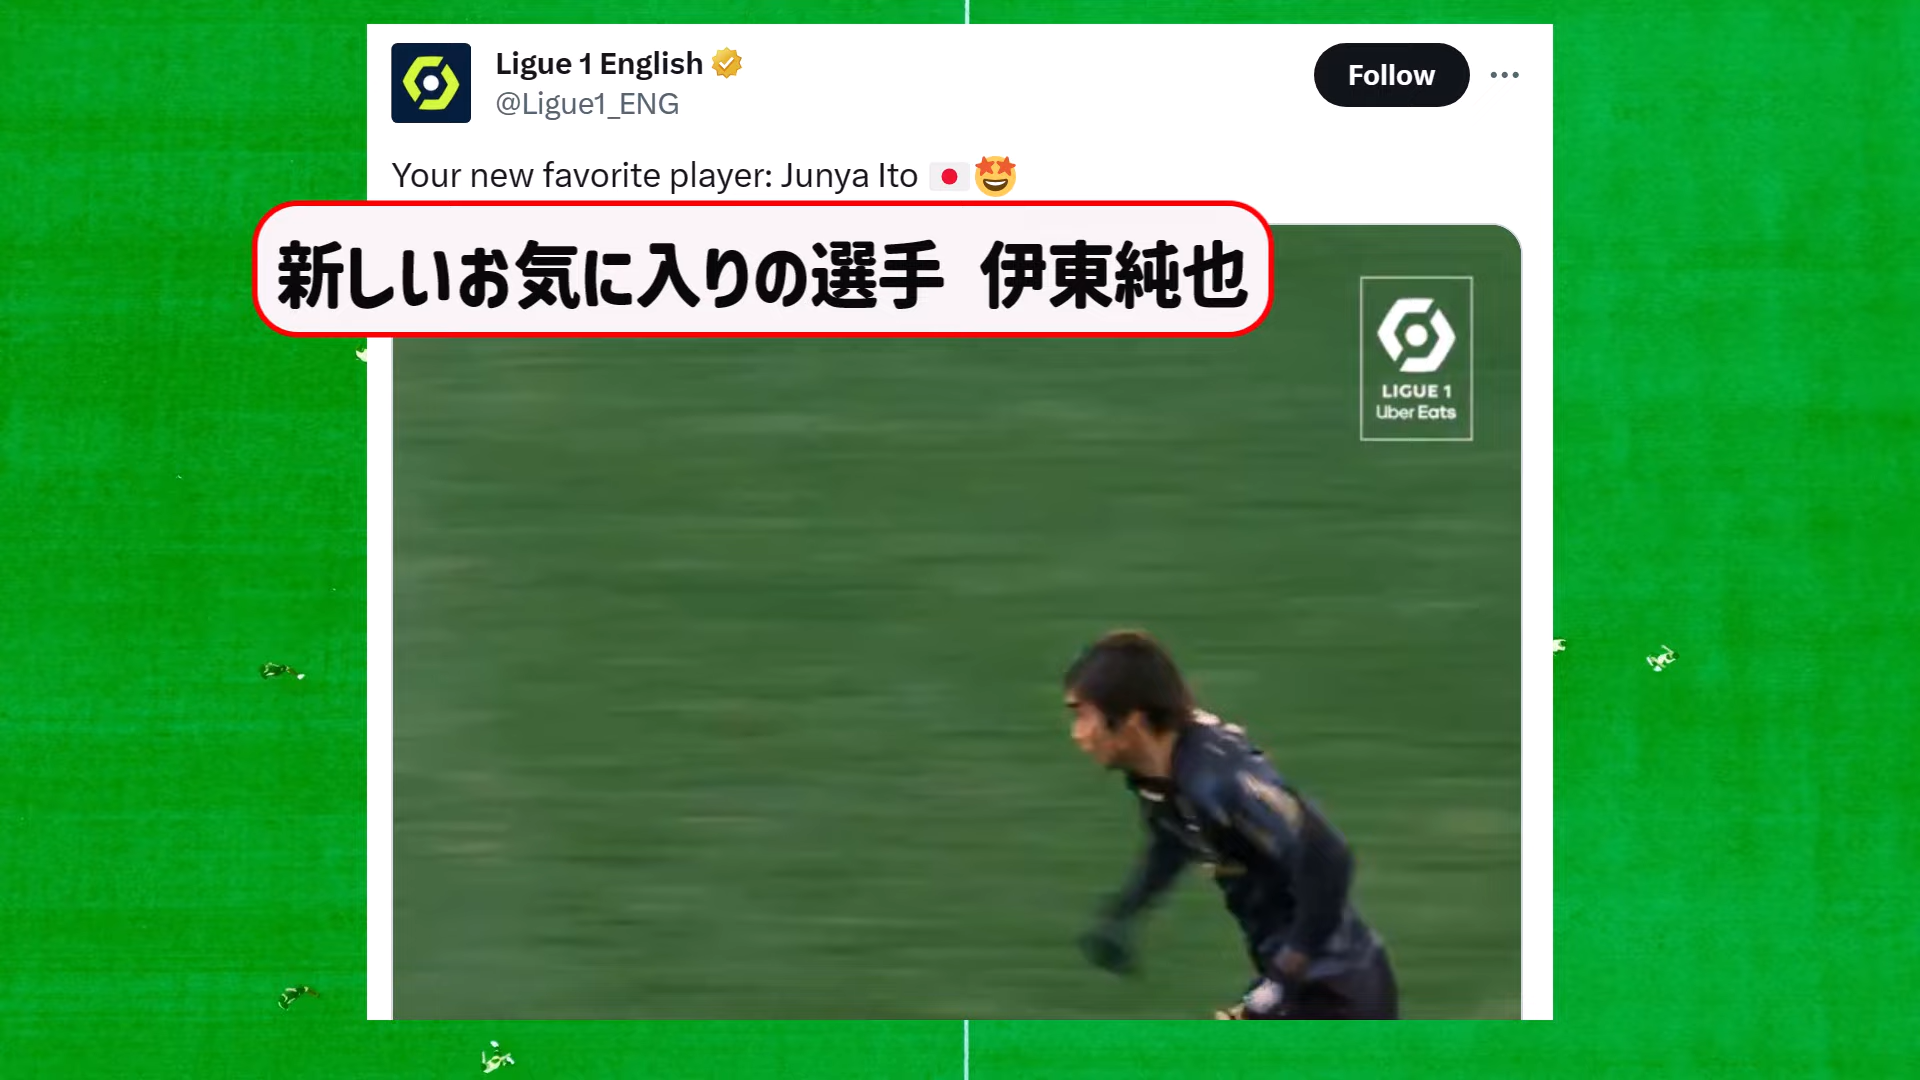 Ligue 1 English
@Ligue1_ENG
Follow
Your new favorite player: Junya Ito 🇯🇵🤩
新しいお気に入りの選手 伊東純也
LIGUE 1
Uber Eats